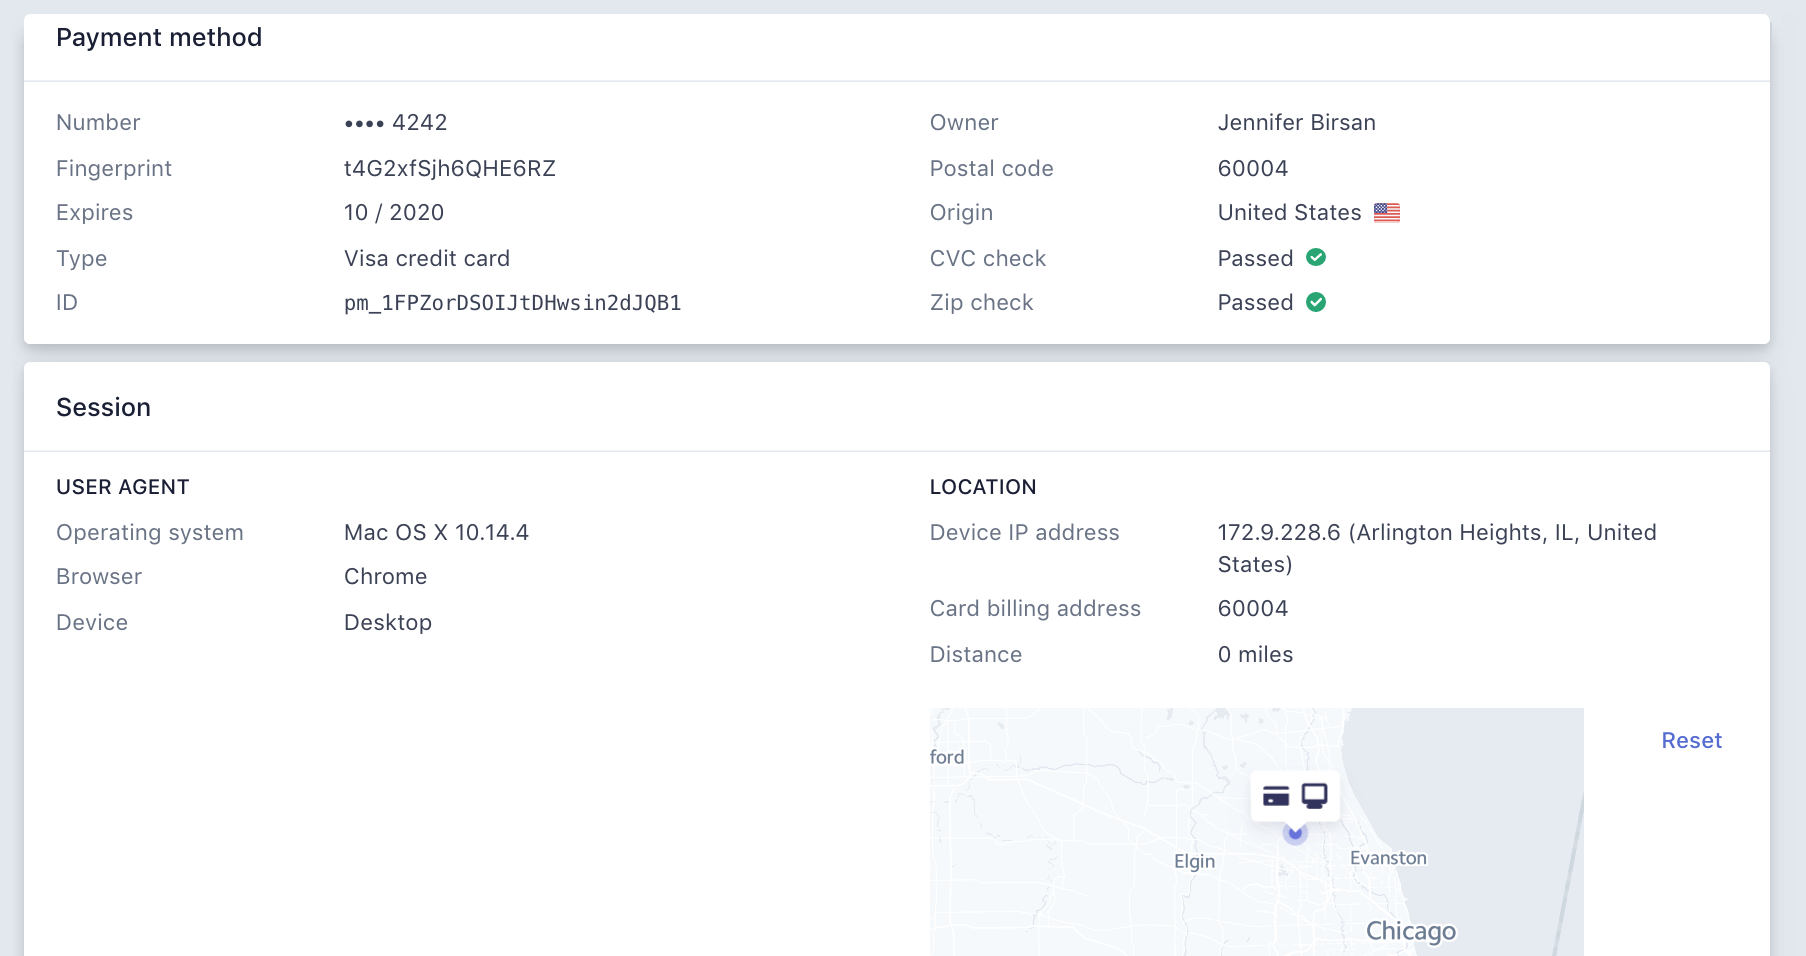 Payment method
Number •••• 4242
Fingerprint t4G2xfSjh6QHE6RZ
Expires 10 / 2020
Type Visa credit card
ID pm_1FPZorDSOIJtDHwsin2dJQB1
Owner Jennifer Birsan
Postal code 60004
Origin United States
CVC check Passed
Zip check Passed
Session
USER AGENT
Operating system Mac OS X 10.14.4
Browser Chrome
Device Desktop
LOCATION
Device IP address 172.9.228.6 (Arlington Heights, IL, United
States)
Card billing address 60004
Distance 0 miles
Reset
ford
Elgin
Evanston
Chicago